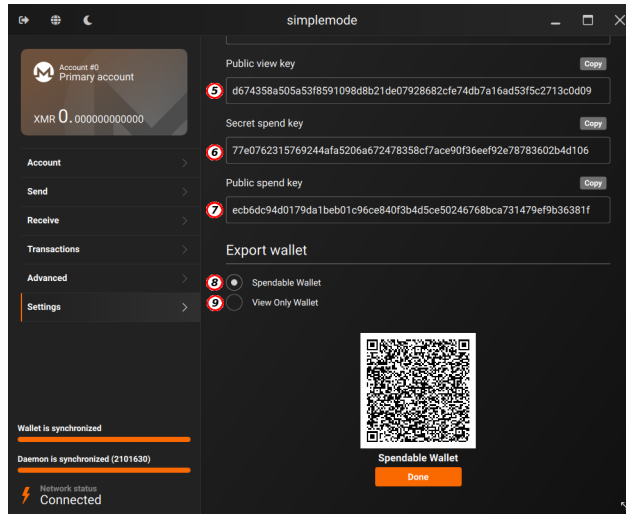 simplemode
Account #0
Primary account
XMR 0.000000000000
Account
Send
Receive
Transactions
Advanced
Settings
Wallet is synchronized
Daemon is synchronized (2101630)
Network status
Connected
Public view key
Copy
5
d674358a505a53f8591098d8b21de07928682cfe74db7a16ad53f5c2713c0d09
Secret spend key
Copy
6
77e0762315769244afa5206a672478358cf7ace90f36eef92e78783602b4d106
Public spend key
Copy
7
ecb6dc94d0179da1beb01c96ce840f3b4d5ce50246768bca731479ef9b36381f
Export wallet
8 Spendable Wallet
9 View Only Wallet
Spendable Wallet
Done